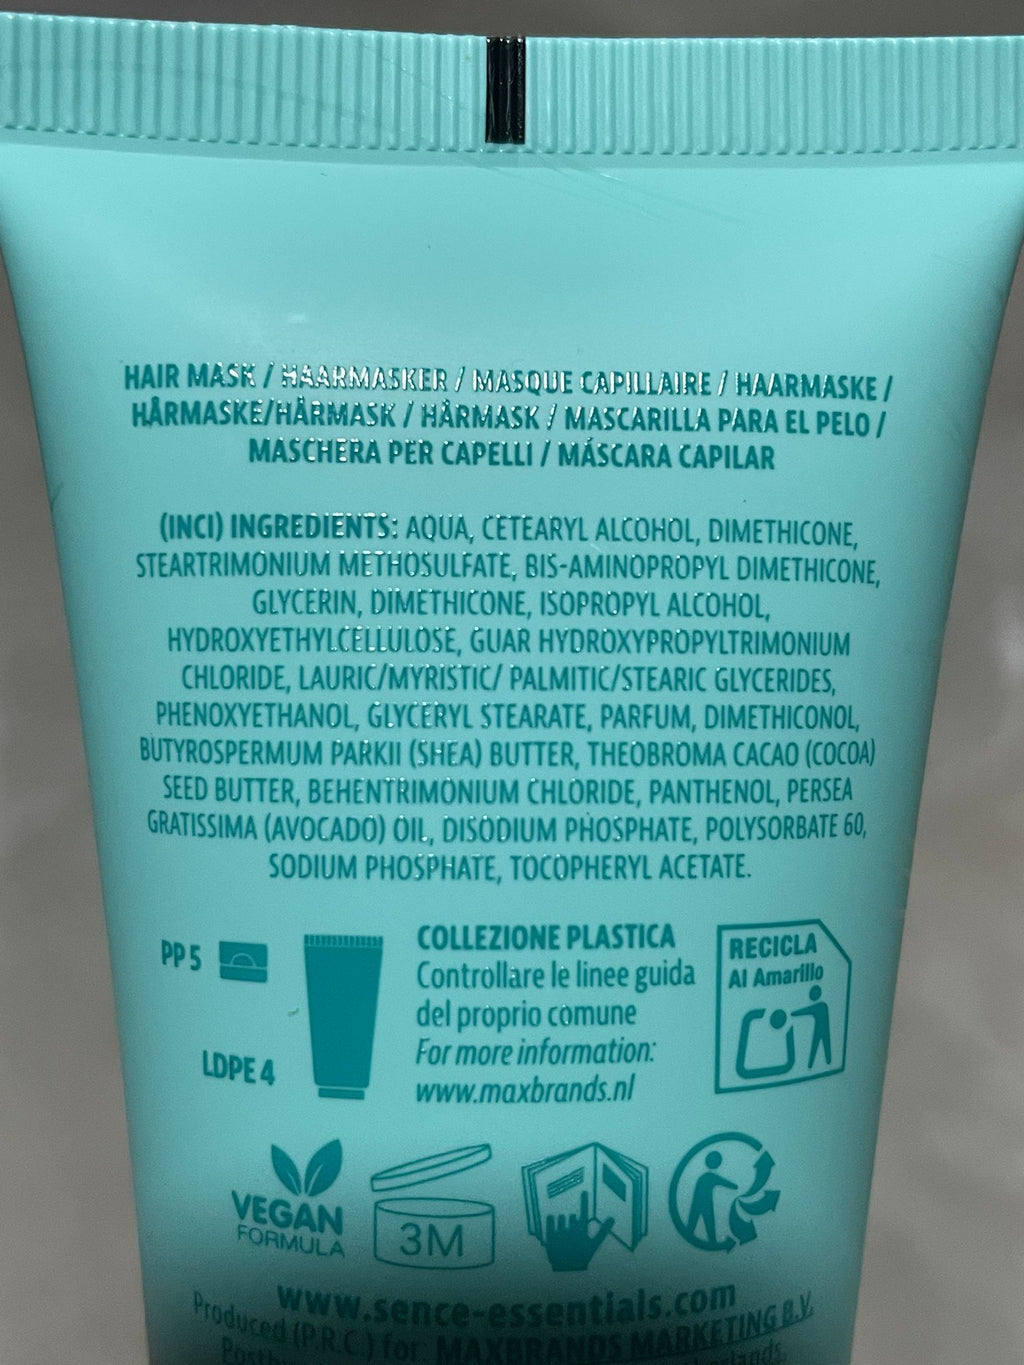 HAIR MASK / HAARMASKER / MASQUE CAPILLAIRE / HAARMASKE /
HÅRMASKE/HÅRMASK / HÅRMASK / MASCARILLA PARA EL PELO /
MASCHERA PER CAPELLI / MÁSCARA CAPILAR
(INCI) INGREDIENTS: AQUA, CETEARYL ALCOHOL, DIMETHICONE,
STEARTRIMONIUM METHOSULFATE, BIS-AMINOPROPYL DIMETHICONE,
GLYCERIN, DIMETHICONE, ISOPROPYL ALCOHOL,
HYDROXYETHYLCELLULOSE, GUAR HYDROXYPROPYLTRIMONIUM
CHLORIDE, LAURIC/MYRISTIC/ PALMITIC/STEARIC GLYCERIDES,
PHENOXYETHANOL, GLYCERYL STEARATE, PARFUM, DIMETHICONOL,
BUTYROSPERMUM PARKII (SHEA) BUTTER, THEOBROMA CACAO (COCOA)
SEED BUTTER, BEHENTRIMONIUM CHLORIDE, PANTHENOL, PERSEA
GRATISSIMA (AVOCADO) OIL, DISODIUM PHOSPHATE, POLYSORBATE 60,
SODIUM PHOSPHATE, TOCOPHERYL ACETATE.
PP 5
LDPE 4
COLLEZIONE PLASTICA
Controllare le linee guida
del proprio comune
For more information:
www.maxbrands.nl
RECICLA
Al Amarillo
VEGAN
FORMULA
3M
www.sence-essentials.com
Produced (P.R.C.) for: MAXBRANDS MARKETING B.V.